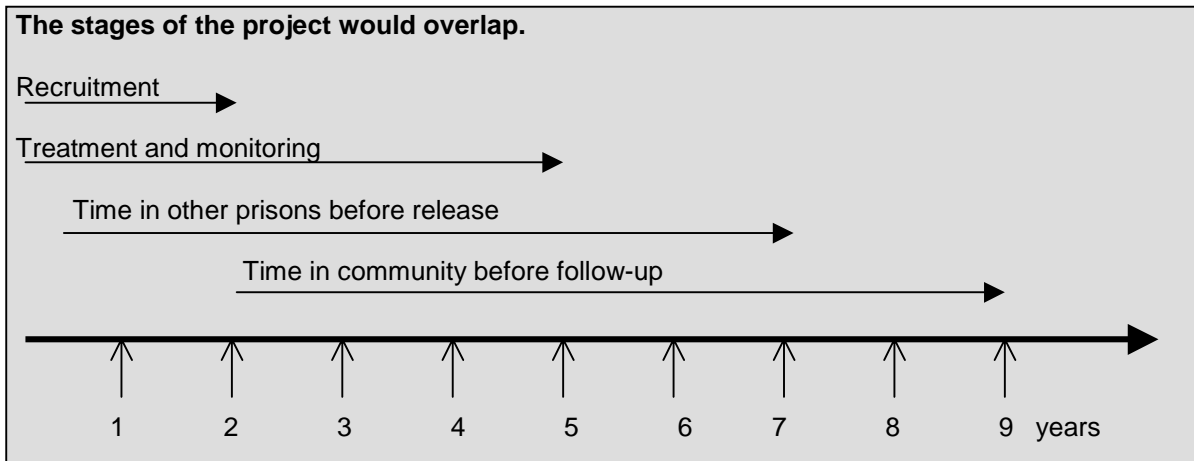 The stages of the project would overlap.
Recruitment
Treatment and monitoring
Time in other prisons before release
Time in community before follow-up
1 2 3 4 5 6 7 8 9 years